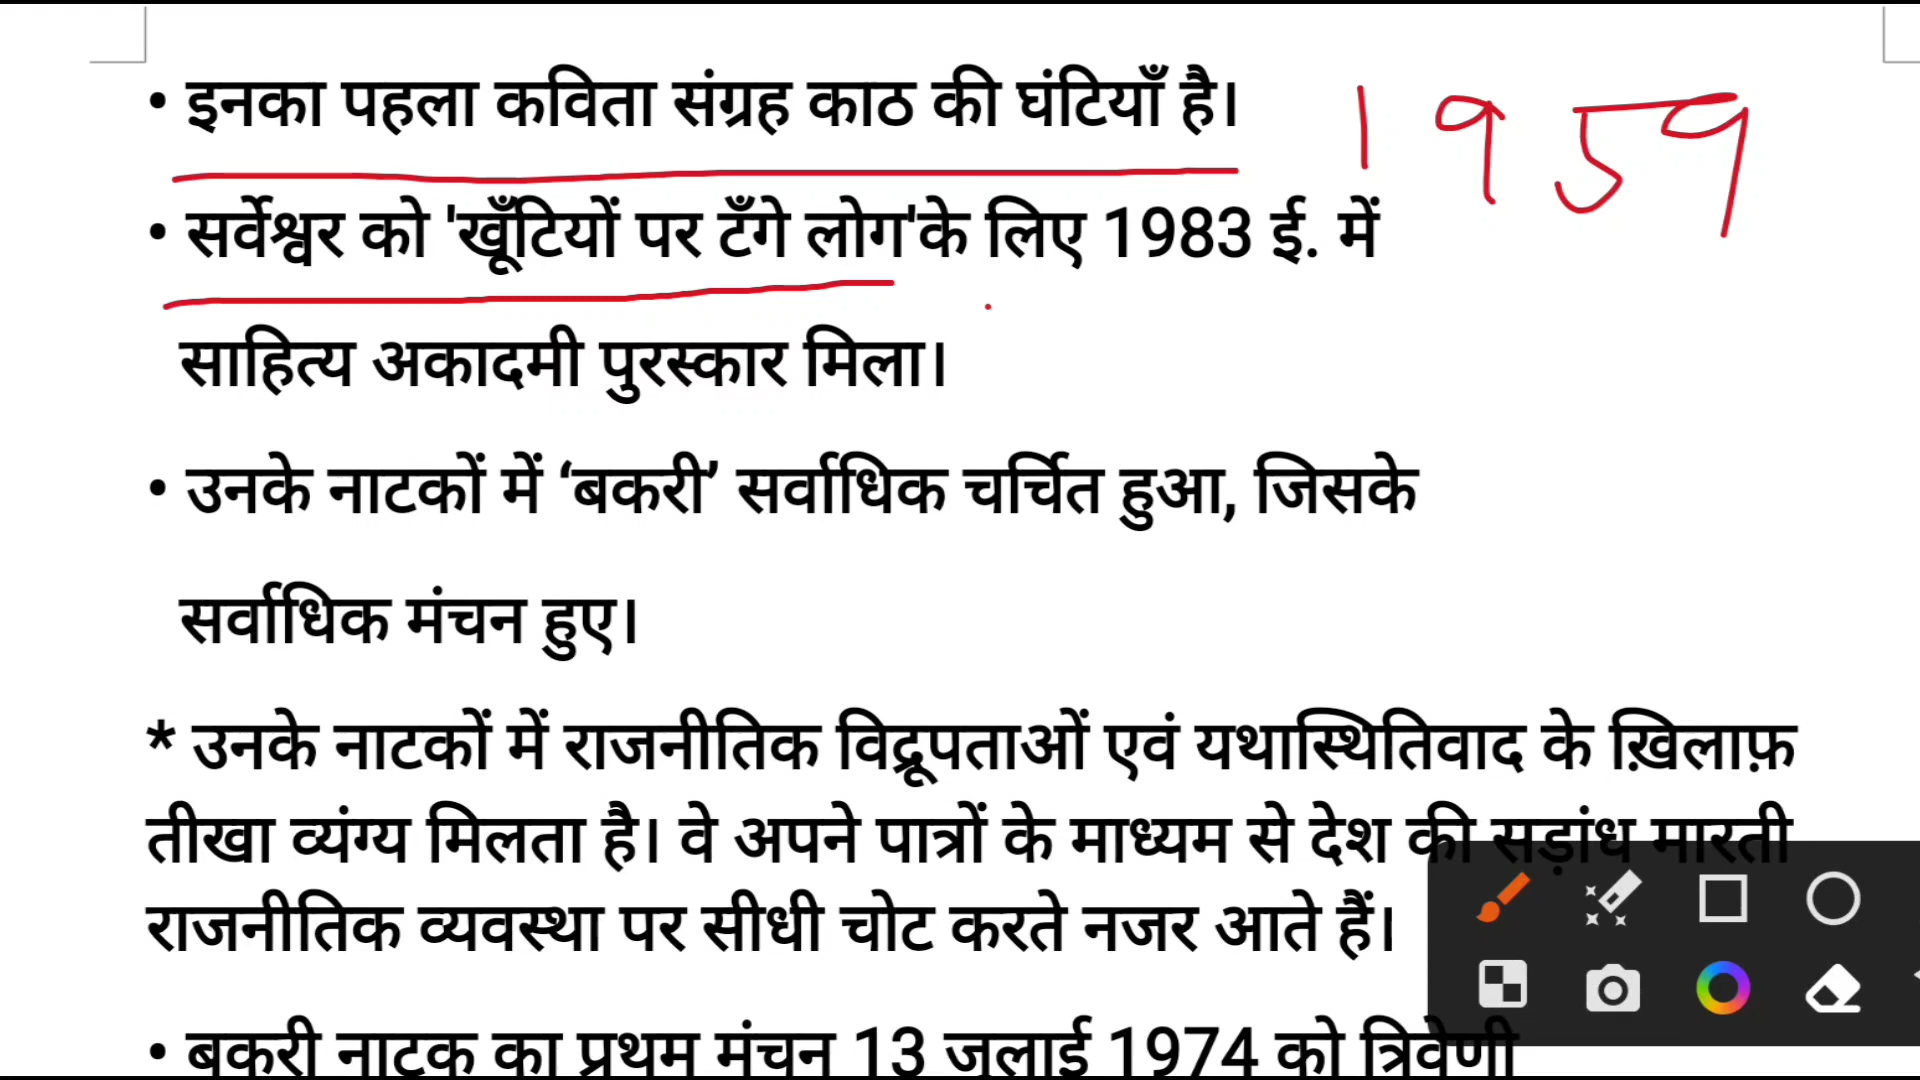 • इनका पहला कविता संग्रह काठ की घंटियाँ है। 1959
• सर्वेश्वर को 'खूँटियों पर टँगे लोग'के लिए 1983 ई. में
साहित्य अकादमी पुरस्कार मिला।
• उनके नाटकों में ‘बकरी’ सर्वाधिक चर्चित हुआ, जिसके
सर्वाधिक मंचन हुए।
* उनके नाटकों में राजनीतिक विद्रूपताओं एवं यथास्थितिवाद के ख़िलाफ़
तीखा व्यंग्य मिलता है। वे अपने पात्रों के माध्यम से देश की सड़ांध मारती
राजनीतिक व्यवस्था पर सीधी चोट करते नजर आते हैं।
• बकरी नाटक का प्रथम मंचन 13 जुलाई 1974 को त्रिवेणी